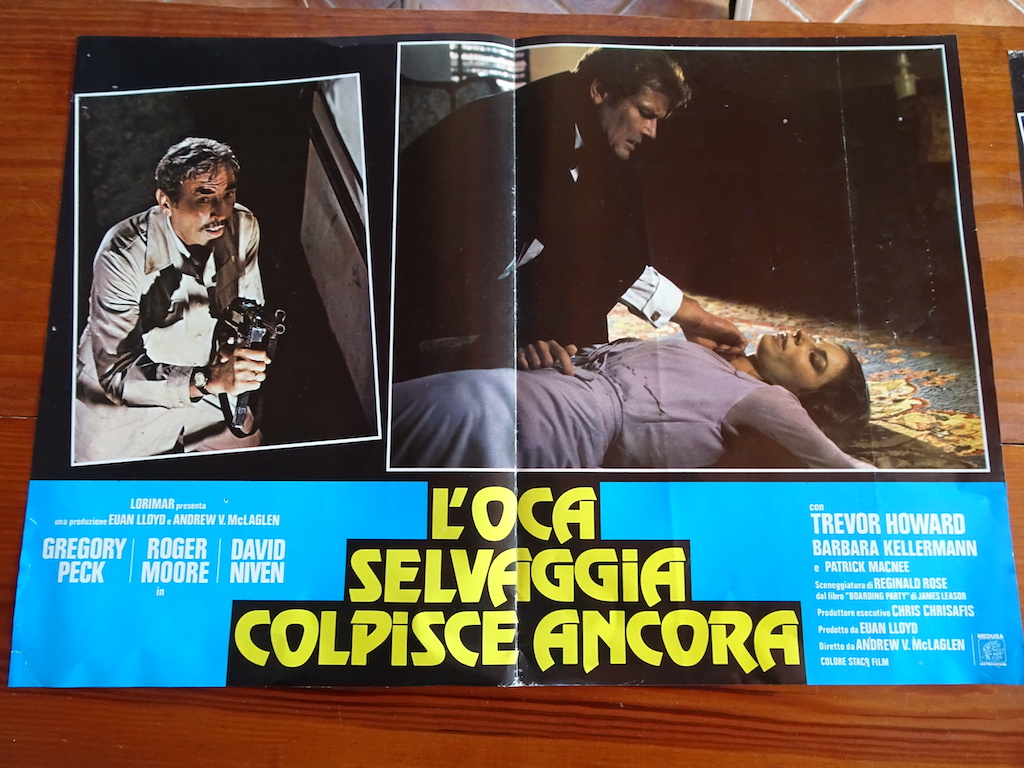 LORIMAR presenta
una produzione EUAN LLOYD e ANDREW V. McLAGLEN
GREGORY PECK
ROGER MOORE
DAVID NIVEN
in
L'OCA
SELVAGGIA
COLPISCE ANCORA
CON
TREVOR HOWARD
BARBARA KELLERMANN
e PATRICK MACNEE
Sceneggiatura di REGINALD ROSE
dal libro "BOARDING PARTY" di JAMES LEASOR
Produttore esecutivo CHRIS CHRISAFIS
Prodotto da EUAN LLOYD
Diretto da ANDREW V. McLAGLEN
COLORE STACO FILM
MEDUSA